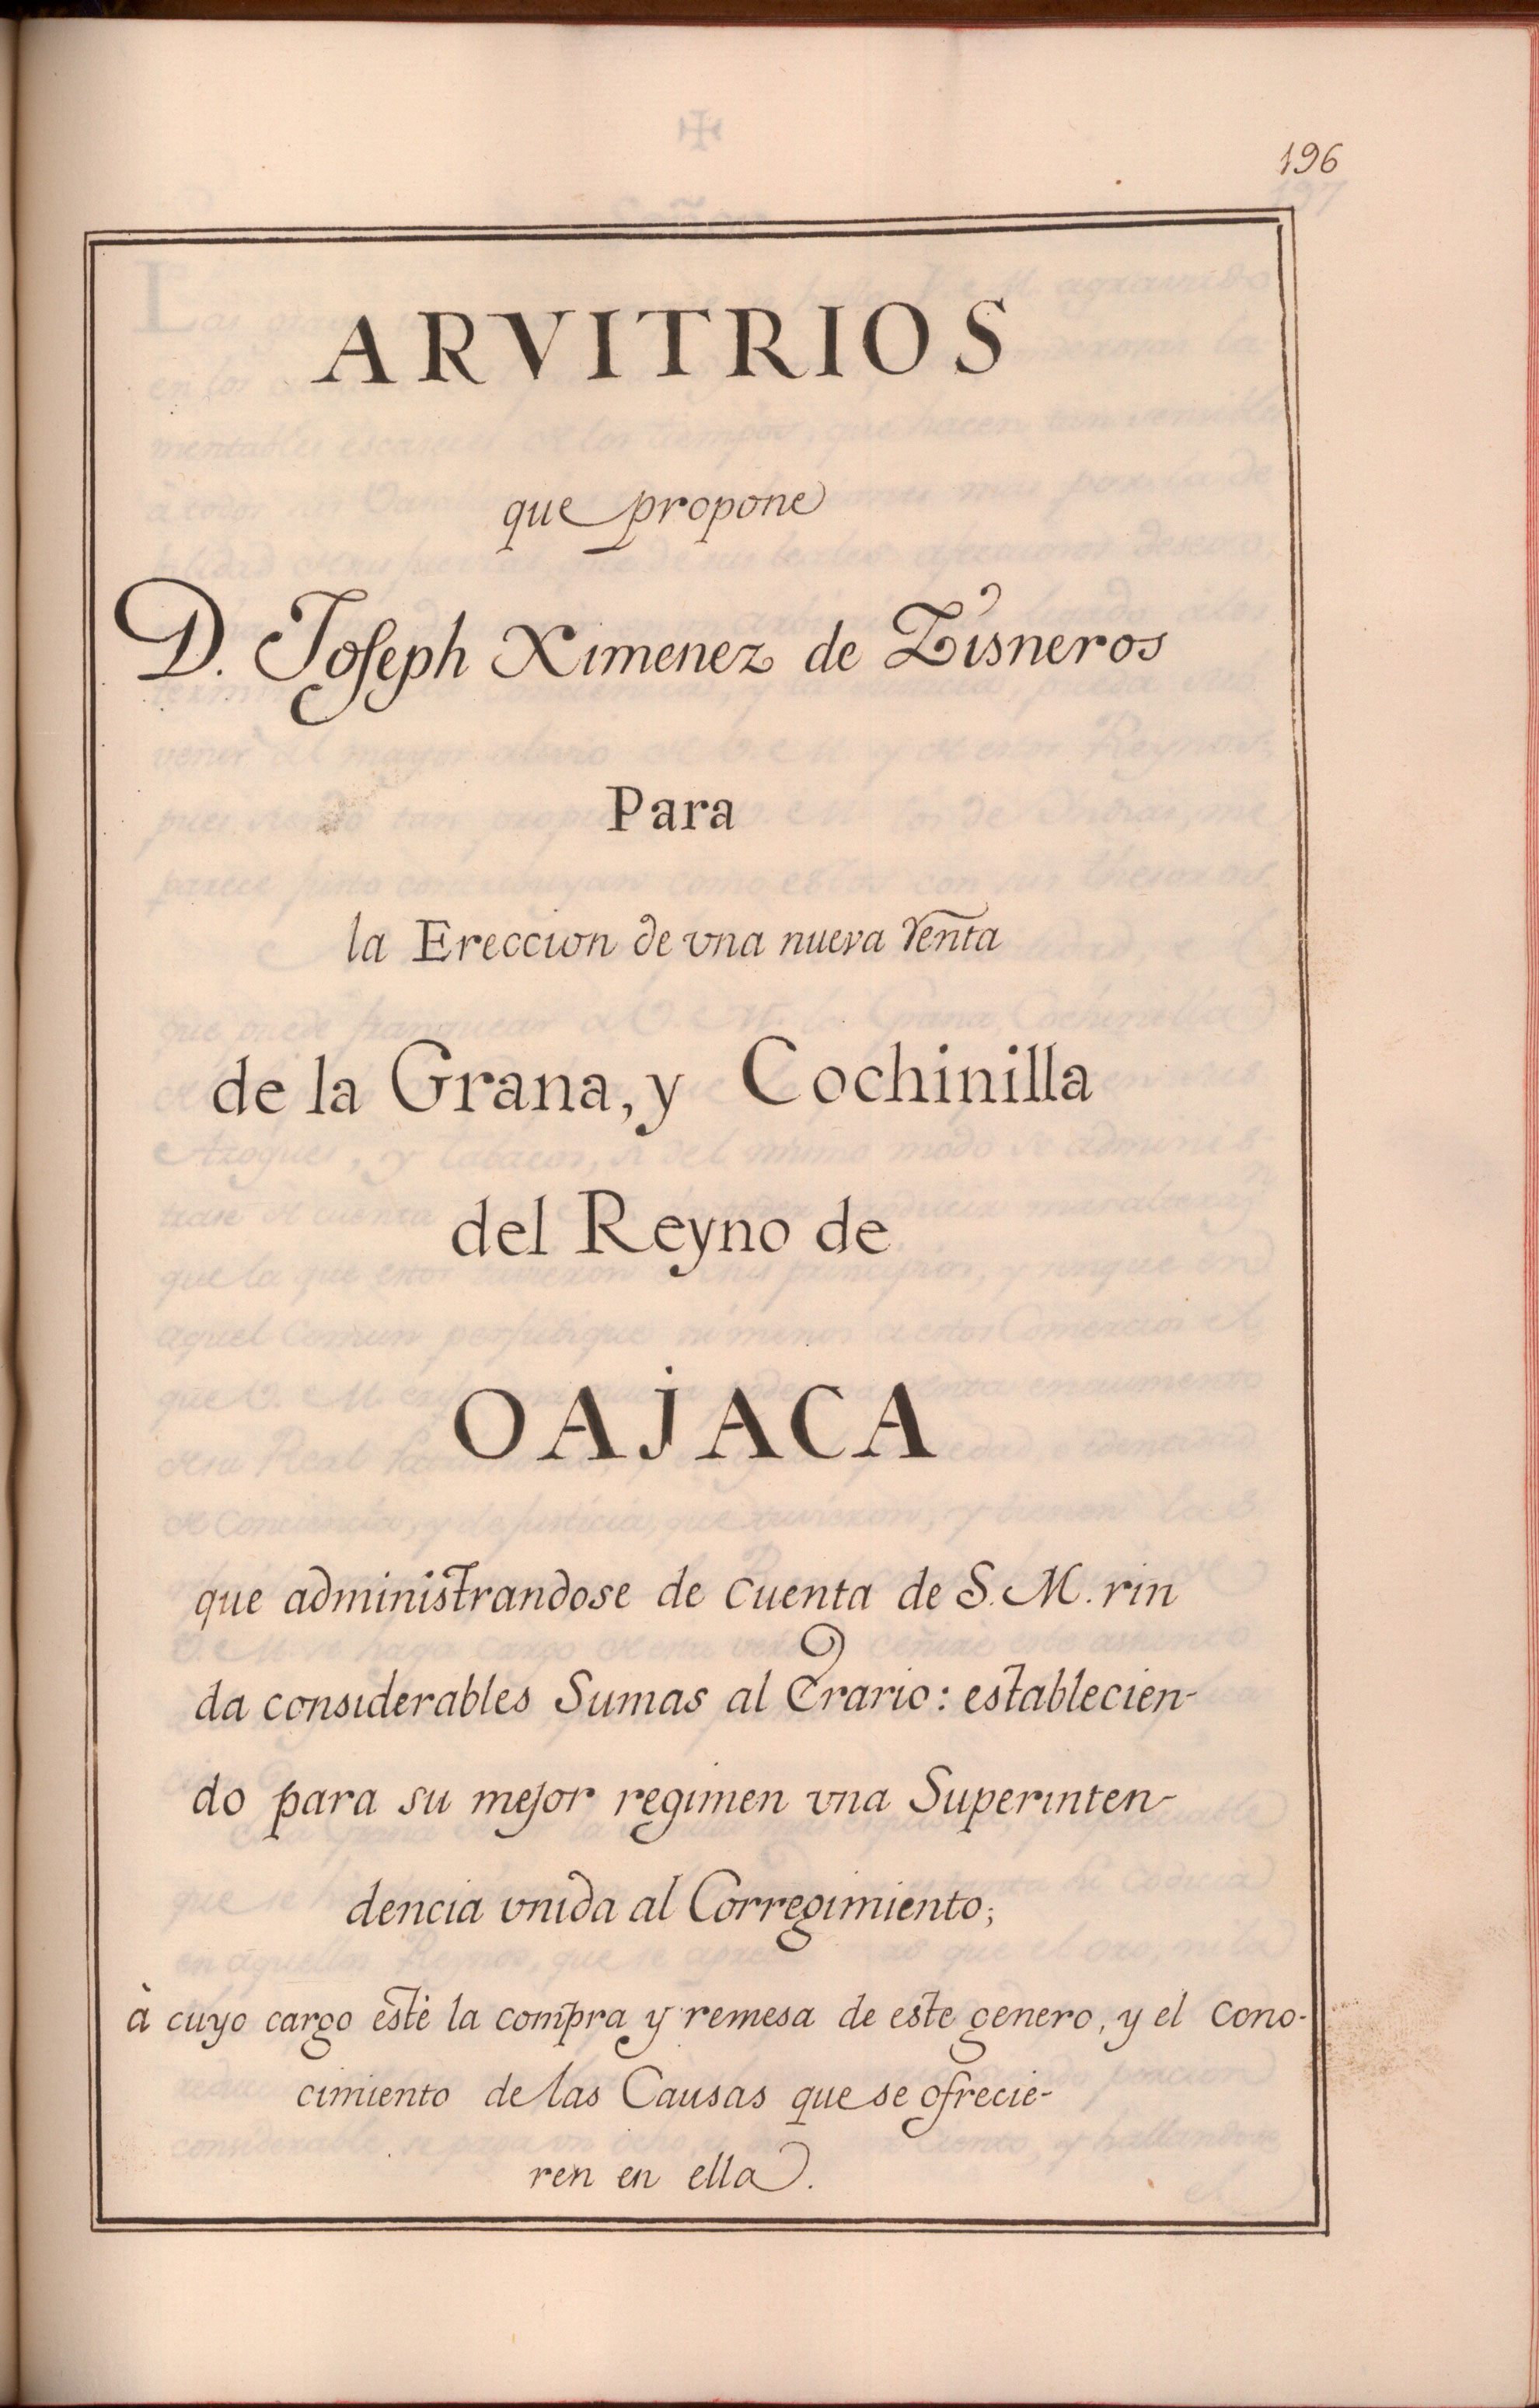 196
ARVITRIOS
que propone
D. Joseph Ximenez de Zisneros
Para
la Ereccion de vna nueva Renta
de la Grana, y Cochinilla
del Reyno de
OAJACA
que administrandose de Cuenta de S. M. rin
da considerables Sumas al Erario: establecien-
do para su mejor regimen vna Superinten-
dencia vnida al Corregimiento;
à cuyo cargo estè la compra y remesa de este genero, y el Cono-
cimiento de las Causas que se ofrecie-
ren en ella.